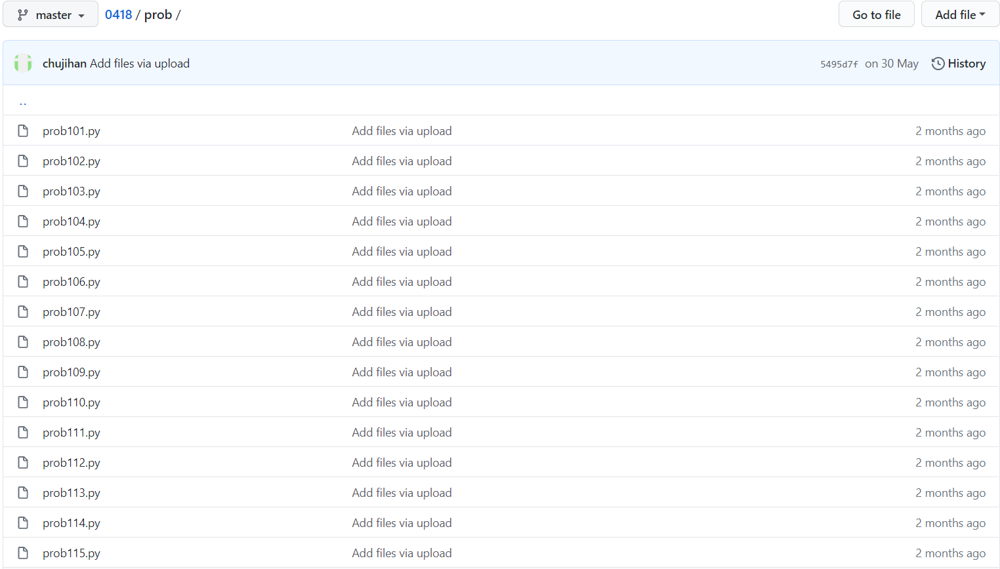 master 0418 / prob / Go to file Add file
chujihan Add files via upload 5495d7f on 30 May History
..
prob101.py Add files via upload 2 months ago
prob102.py Add files via upload 2 months ago
prob103.py Add files via upload 2 months ago
prob104.py Add files via upload 2 months ago
prob105.py Add files via upload 2 months ago
prob106.py Add files via upload 2 months ago
prob107.py Add files via upload 2 months ago
prob108.py Add files via upload 2 months ago
prob109.py Add files via upload 2 months ago
prob110.py Add files via upload 2 months ago
prob111.py Add files via upload 2 months ago
prob112.py Add files via upload 2 months ago
prob113.py Add files via upload 2 months ago
prob114.py Add files via upload 2 months ago
prob115.py Add files via upload 2 months ago